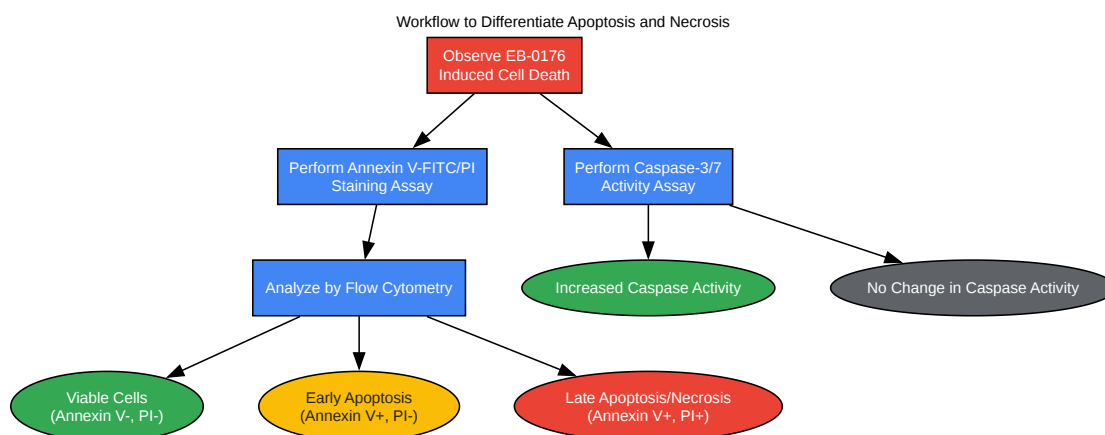 Workflow to Differentiate Apoptosis and Necrosis
Observe EB-0176
Induced Cell Death
Perform Annexin V-FITC/PI
Staining Assay
Perform Caspase-3/7
Activity Assay
Analyze by Flow Cytometry
Increased Caspase Activity
No Change in Caspase Activity
Viable Cells
(Annexin V-, PI-)
Early Apoptosis
(Annexin V+, PI-)
Late Apoptosis/Necrosis
(Annexin V+, PI+)